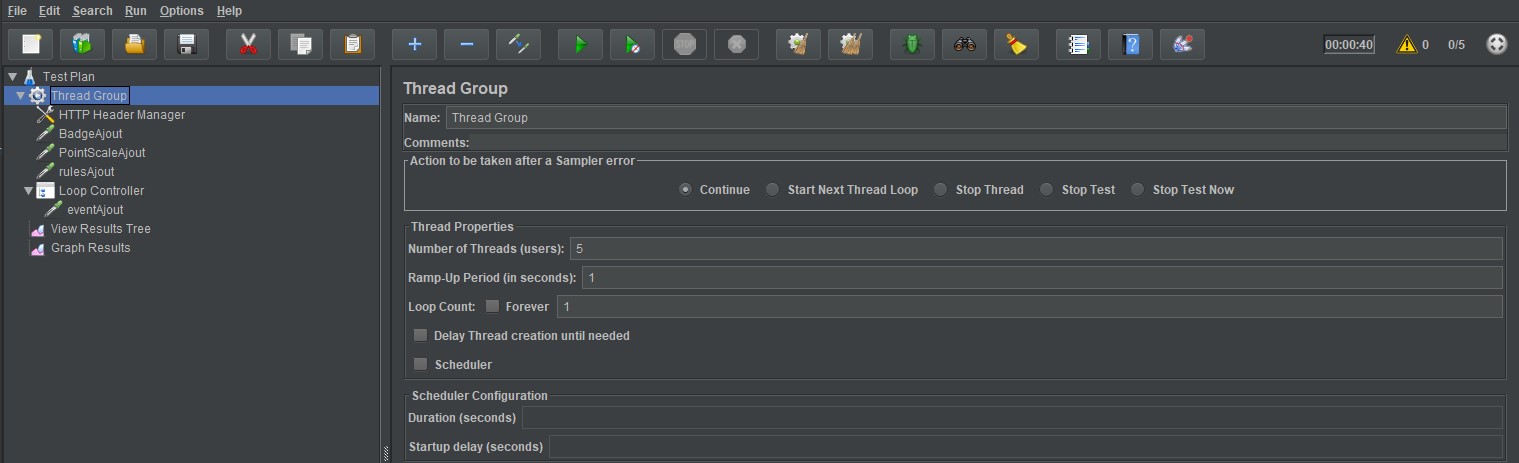 File Edit Search Run Options Help
STOP 00:00:40 0 0/5
Test Plan
Thread Group
HTTP Header Manager
BadgeAjout
PointScaleAjout
rulesAjout
Loop Controller
eventAjout
View Results Tree
Graph Results
Thread Group
Name: Thread Group
Comments:
Action to be taken after a Sampler error
Continue Start Next Thread Loop Stop Thread Stop Test Stop Test Now
Thread Properties
Number of Threads (users): 5
Ramp-Up Period (in seconds): 1
Loop Count: Forever 1
Delay Thread creation until needed
Scheduler
Scheduler Configuration
Duration (seconds)
Startup delay (seconds)